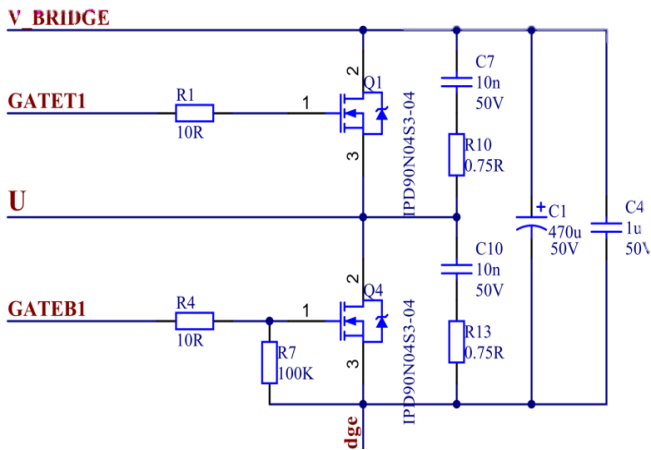 V_BRIDGE
C7
10n
50V
2
Q1
GATET1
R1
10R
1
IPD90N04S3-04
R10
0.75R
3
U
C1
470u
50V
C4
1u
50V
C10
10n
50V
2
Q4
GATEB1
R4
10R
1
IPD90N04S3-04
R13
0.75R
R7
100K
3
dge